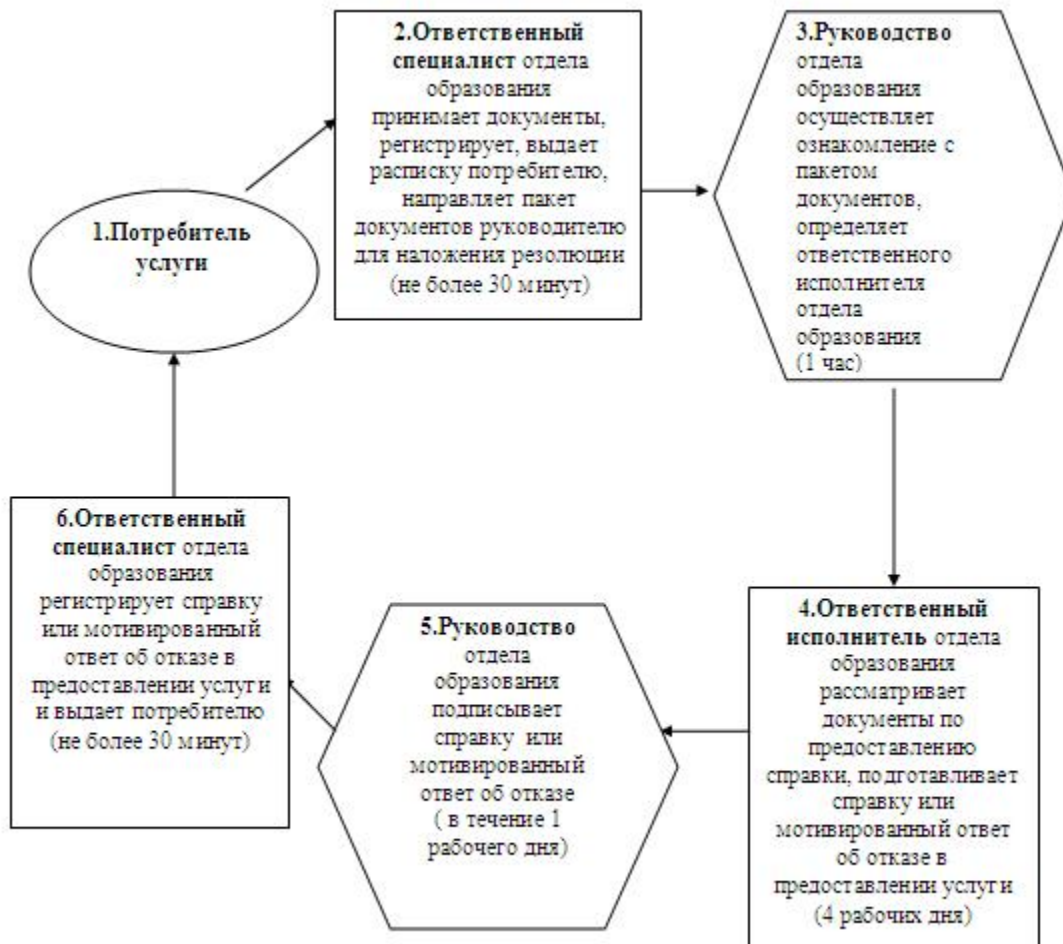 1.Потребитель
услуги
2.Ответственный
специалист отдела
образования
принимает документы,
регистрирует, выдает
расписку потребителю,
направляет пакет
документов руководителю
для наложения резолюции
(не более 30 минут)
3.Руководство
отдела
образования
осуществляет
ознакомление с
пакетом
документов,
определяет
ответственного
исполнителя
отдела
образования
(1 час)
4.Ответственный
исполнитель отдела
образования
рассматривает
документы по
предоставлению
справки, подготавливает
справку или
мотивированный ответ
об отказе в
предоставлении услуги
(4 рабочих дня)
5.Руководство
отдела
образования
подписывает
справку или
мотивированный
ответ об отказе
( в течение 1
рабочего дня)
6.Ответственный
специалист отдела
образования
регистрирует справку
или мотивированный
ответ об отказе в
предоставлении услуги
и выдает потребителю
(не более 30 минут)